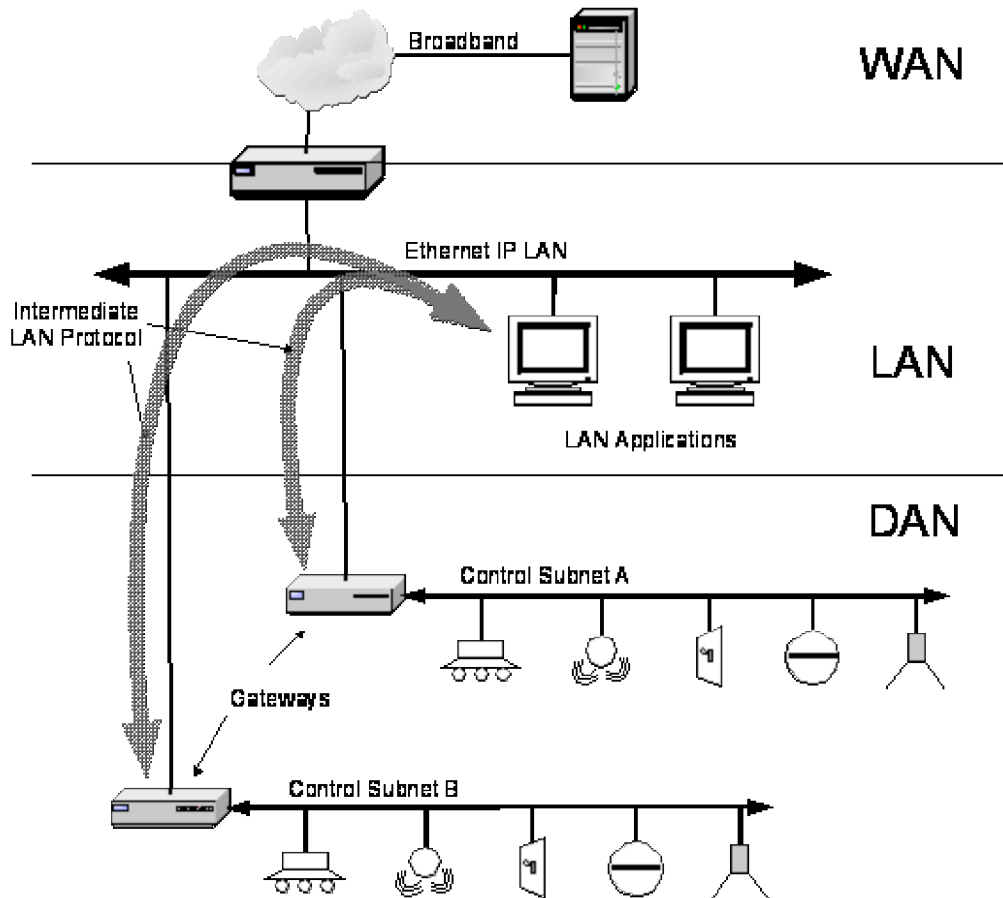 Broadband
WAN
Ethernet IP LAN
Intermediate
LAN Protocol
LAN
LAN Applications
DAN
Control Subnet A
Gateways
Control Subnet B